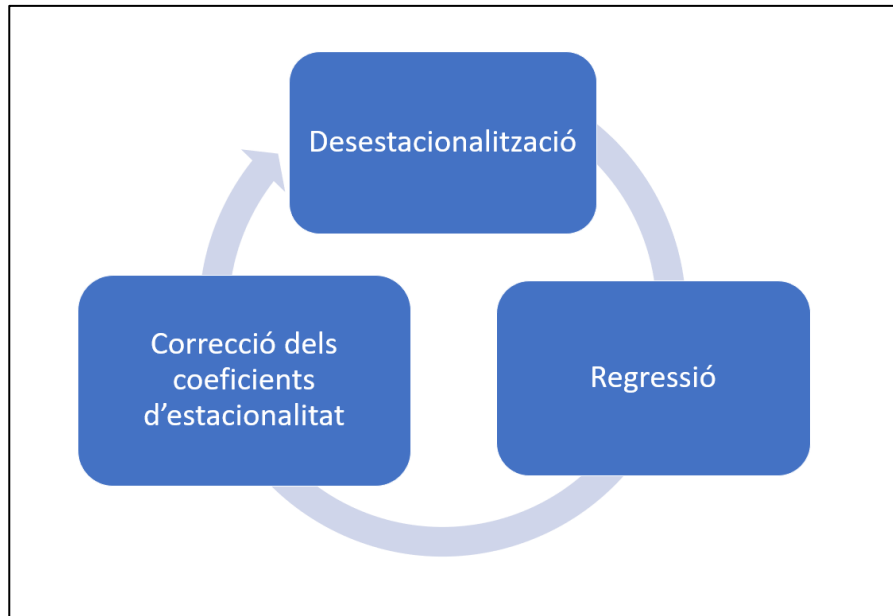 Desestacionalització
Regressió
Correcció dels
coeficients
d'estacionalitat